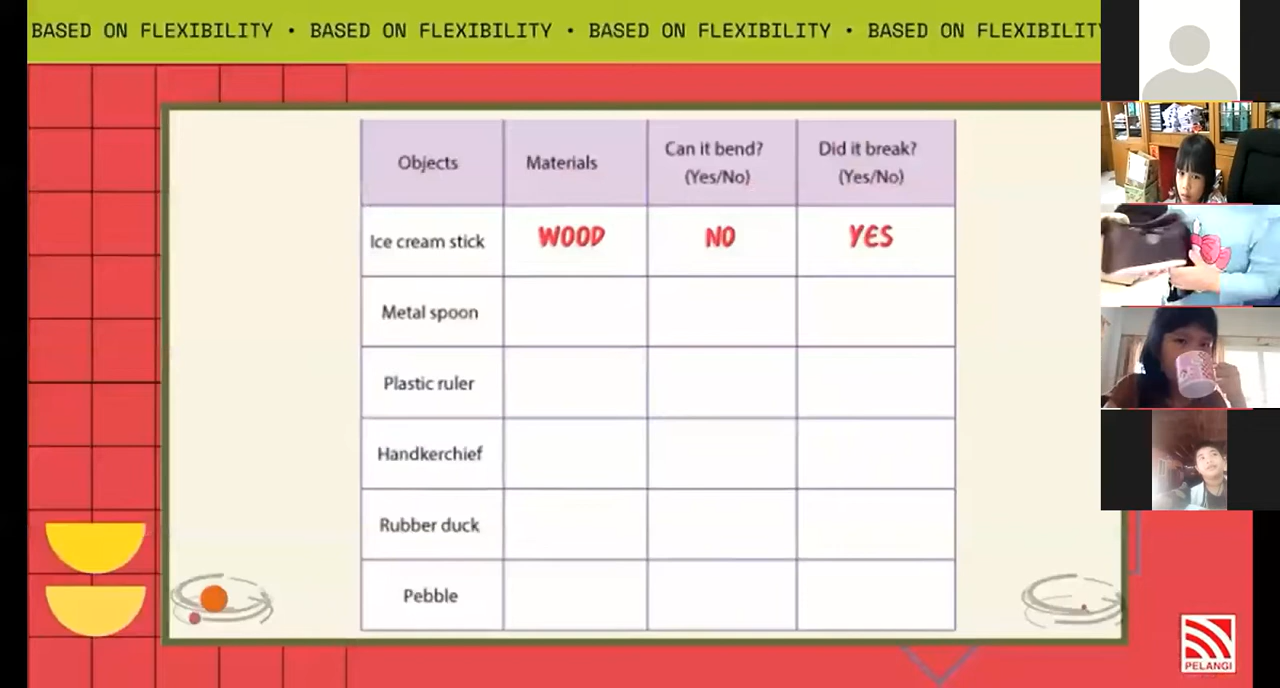 BASED ON FLEXIBILITY • BASED ON FLEXIBILITY • BASED ON FLEXIBILITY • BASED ON FLEXIBILITY
Objects Materials Can it bend? (Yes/No) Did it break? (Yes/No)
Ice cream stick WOOD NO YES
Metal spoon
Plastic ruler
Handkerchief
Rubber duck
Pebble
PELANGI